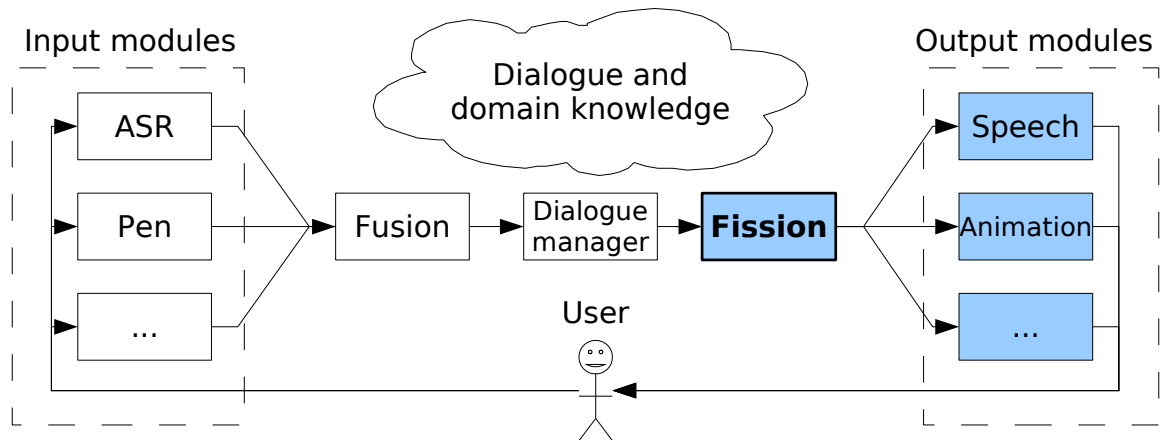 Input modules
Dialogue and
domain knowledge
Output modules
ASR
Pen
...
Fusion
Dialogue
manager
Fission
Speech
Animation
...
User